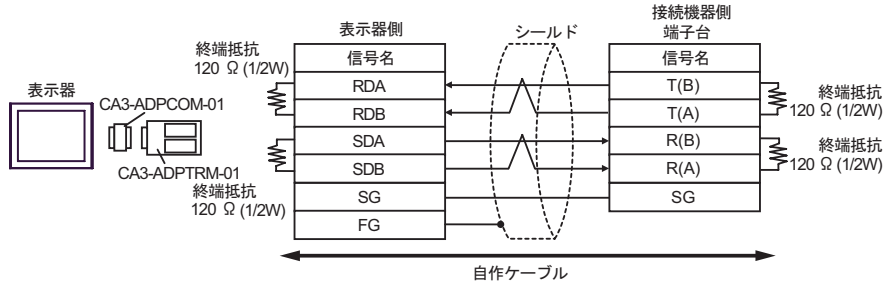 表示器
CA3-ADPCOM-01
CA3-ADPTRM-01
終端抵抗
120 Ω (1/2W)
終端抵抗
120 Ω (1/2W)
表示器側
信号名
RDA
RDB
SDA
SDB
SG
FG
シールド
接続機器側
端子台
信号名
T(B)
T(A)
R(B)
R(A)
SG
終端抵抗
120 Ω (1/2W)
終端抵抗
120 Ω (1/2W)
自作ケーブル